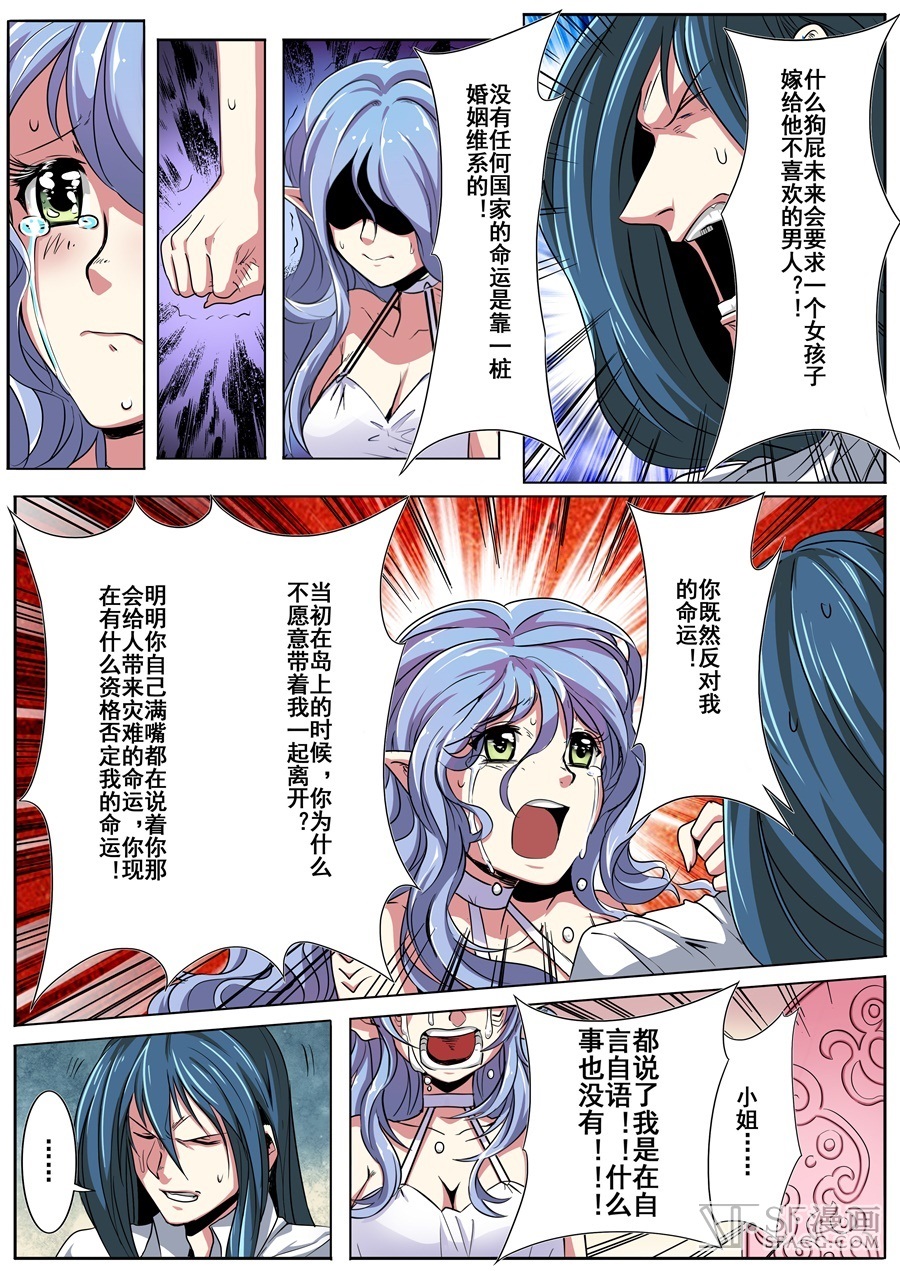 什么狗屁未来会要求一个女孩子
嫁给他不喜欢的男人?!
没有任何国家的命运是靠一桩
婚姻维系的!
你既然反对我
的命运!
当初在岛上的时候，你为什么
不愿意带着我一起离开?
明明你自己满嘴都在说着你那
会给人带来灾难的命运，你现
在有什么资格否定我的命运!
小姐……
都说了我是在自
言自语!!什么
事也没有!!!
……
SF漫画
SFACG.COM